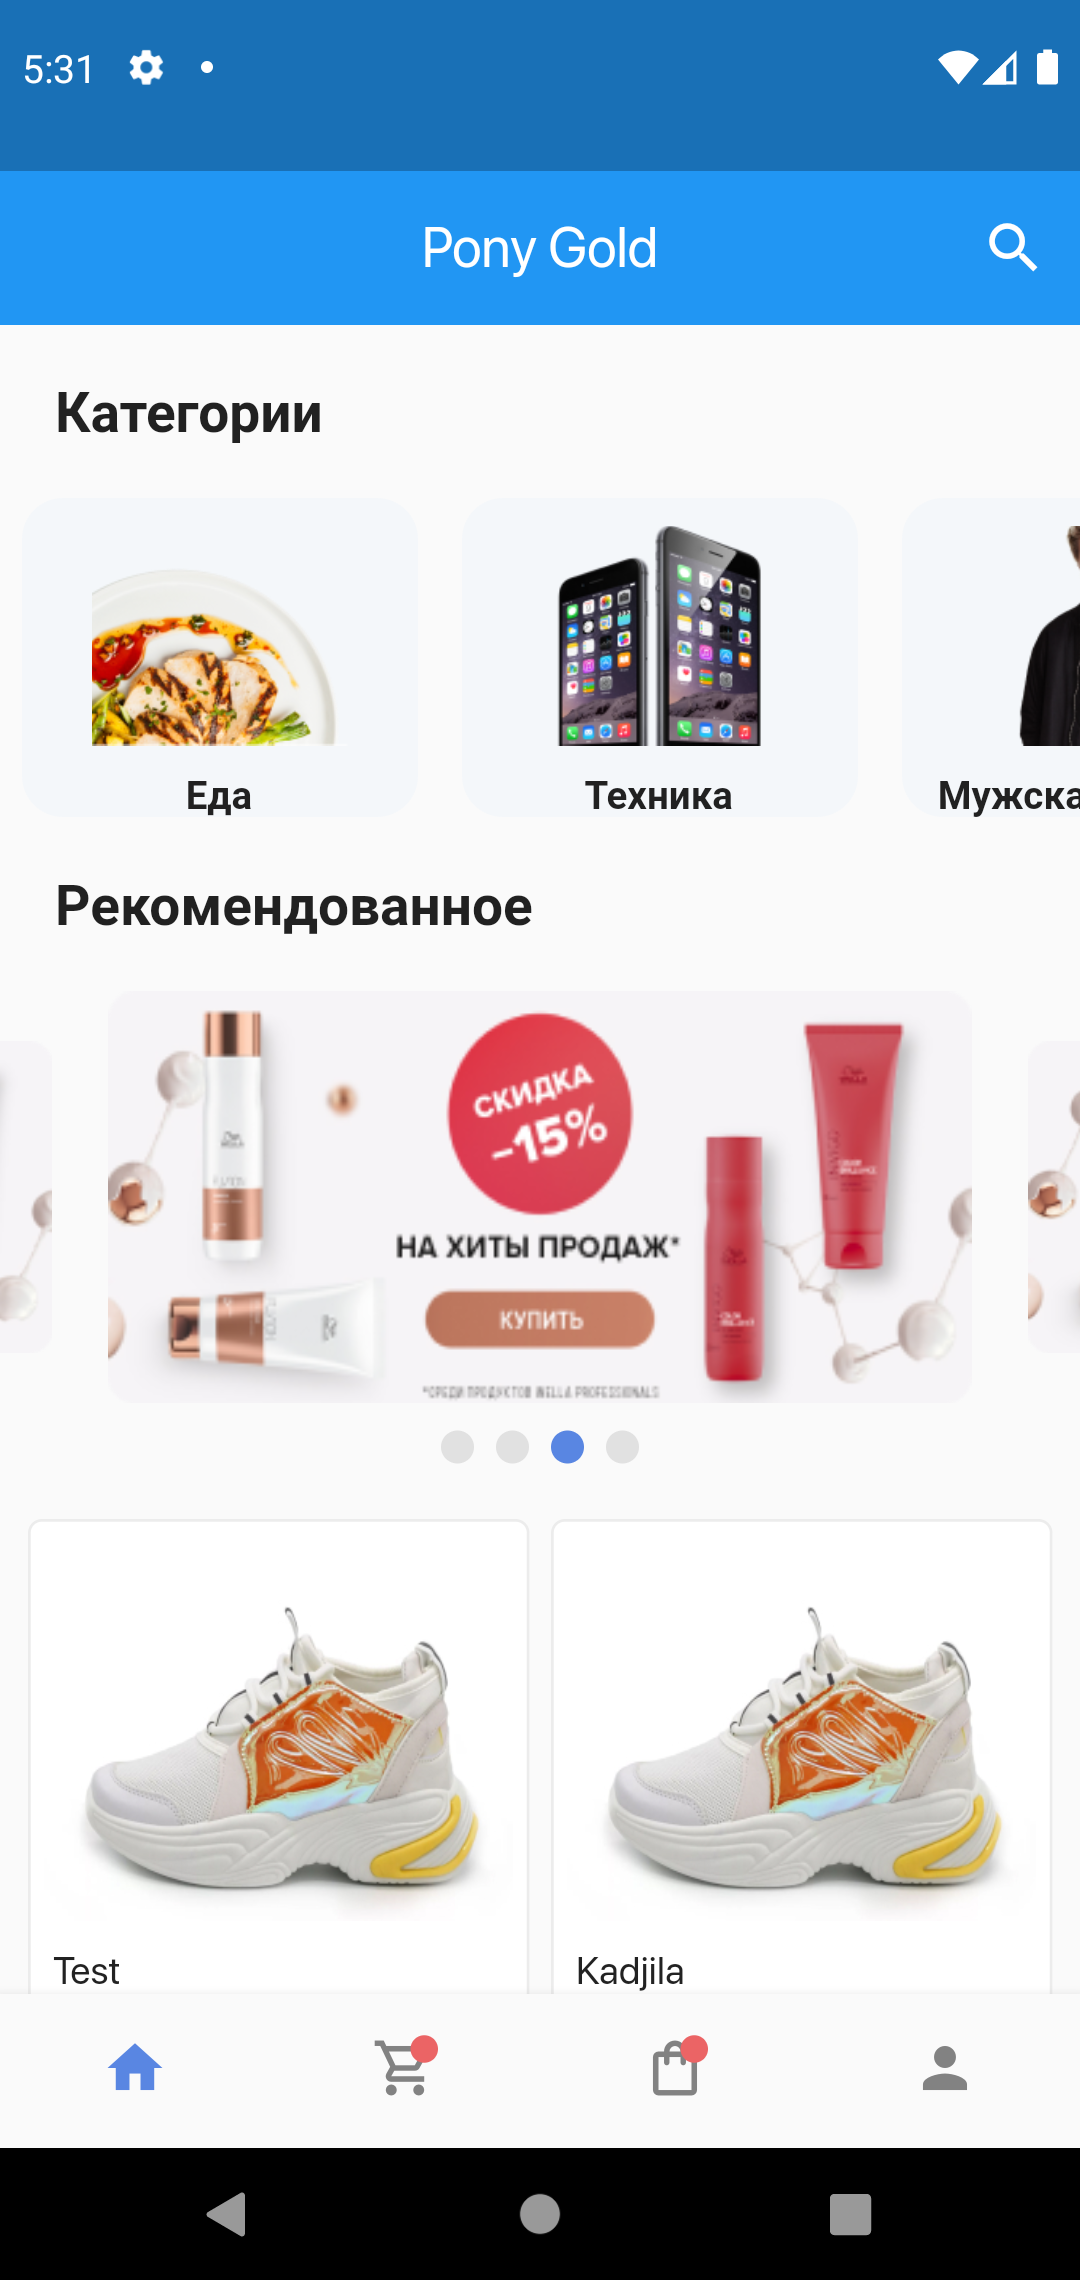 5:31
Pony Gold
Категории
Еда
Техника
Мужска
Рекомендованное
СКИДКА
-15%
НА ХИТЫ ПРОДАЖ*
КУПИТЬ
*СРЕДИ ПРОДУКТОВ WELLA PROFESSIONALS
Test
Kadjila